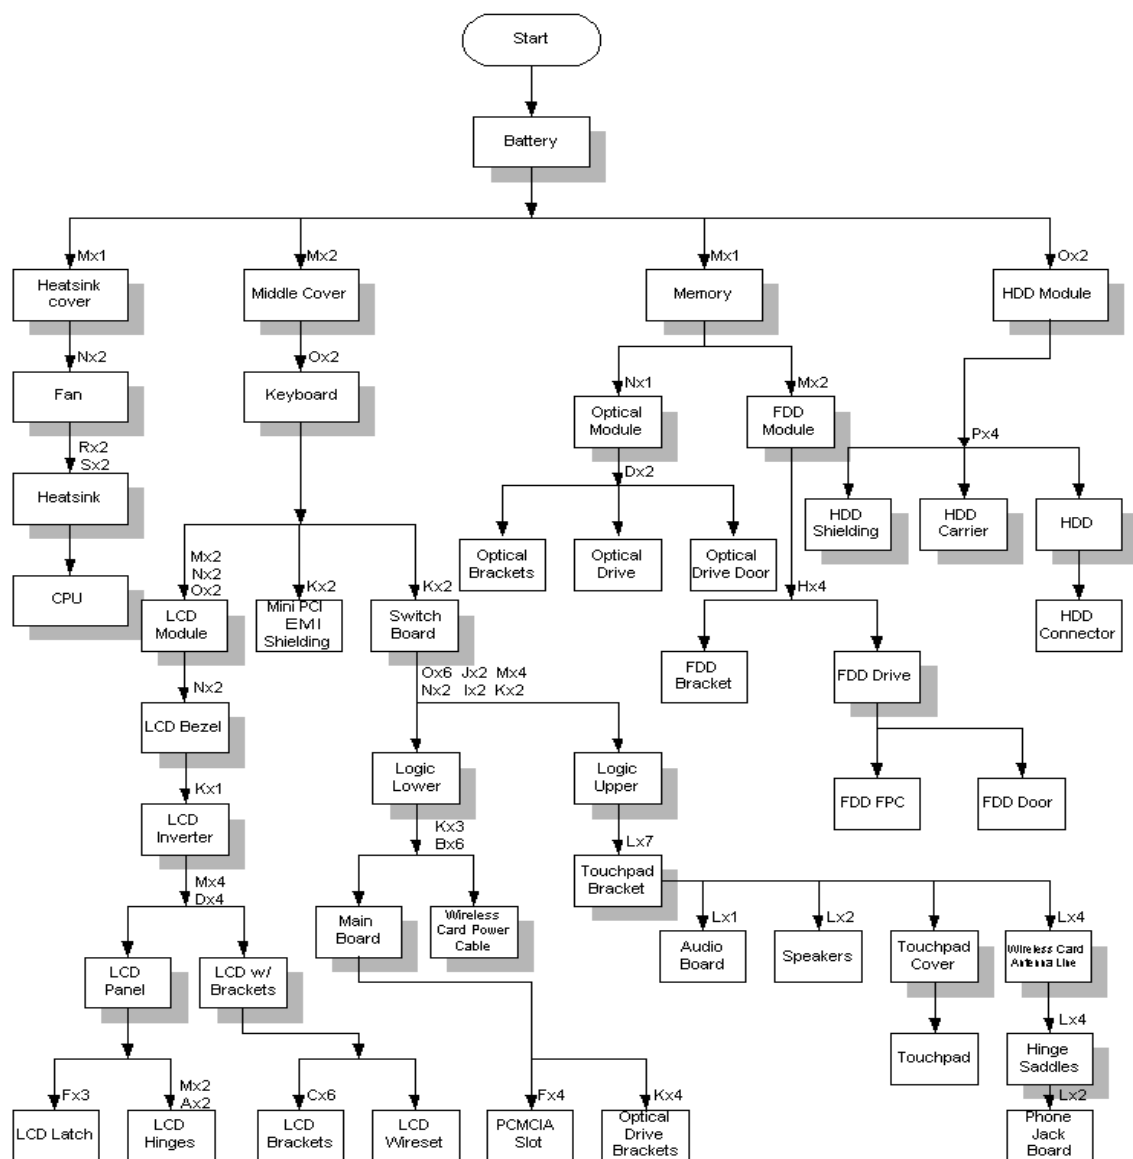 Start
Battery
Mx1
Mx2
Mx1
Ox2
Heatsink
cover
Middle Cover
Memory
HDD Module
Nx2
Ox2
Nx1
Mx2
Fan
Keyboard
Optical
Module
FDD
Module
Px4
Rx2
Sx2
Dx2
Heatsink
HDD
Shielding
HDD
Carrier
HDD
Optical
Brackets
Optical
Drive
Optical
Drive Door
Mx2
Nx2
Ox2
Kx2
Kx2
Hx4
CPU
LCD
Module
Mini PCI
EMI
Shielding
Switch
Board
HDD
Connector
Ox6 Jx2 Mx4
Nx2 Ix2 Kx2
FDD
Bracket
FDD Drive
Nx2
LCD Bezel
Logic
Lower
Logic
Upper
FDD FPC
FDD Door
Kx1
LCD
Inverter
Kx3
Bx6
Lx7
Touchpad
Bracket
Mx4
Dx4
Main
Board
Wireless
Card Power
Cable
Lx1
Lx2
Lx4
Audio
Board
Speakers
Touchpad
Cover
Wireless Card
Antenna Line
LCD
Panel
LCD w/
Brackets
Lx4
Touchpad
Hinge
Saddles
Fx3
Mx2
Ax2
Cx6
Fx4
Kx4
Lx2
LCD Latch
LCD
Hinges
LCD
Brackets
LCD
Wireset
PCMCIA
Slot
Optical
Drive
Brackets
Phone
Jack
Board